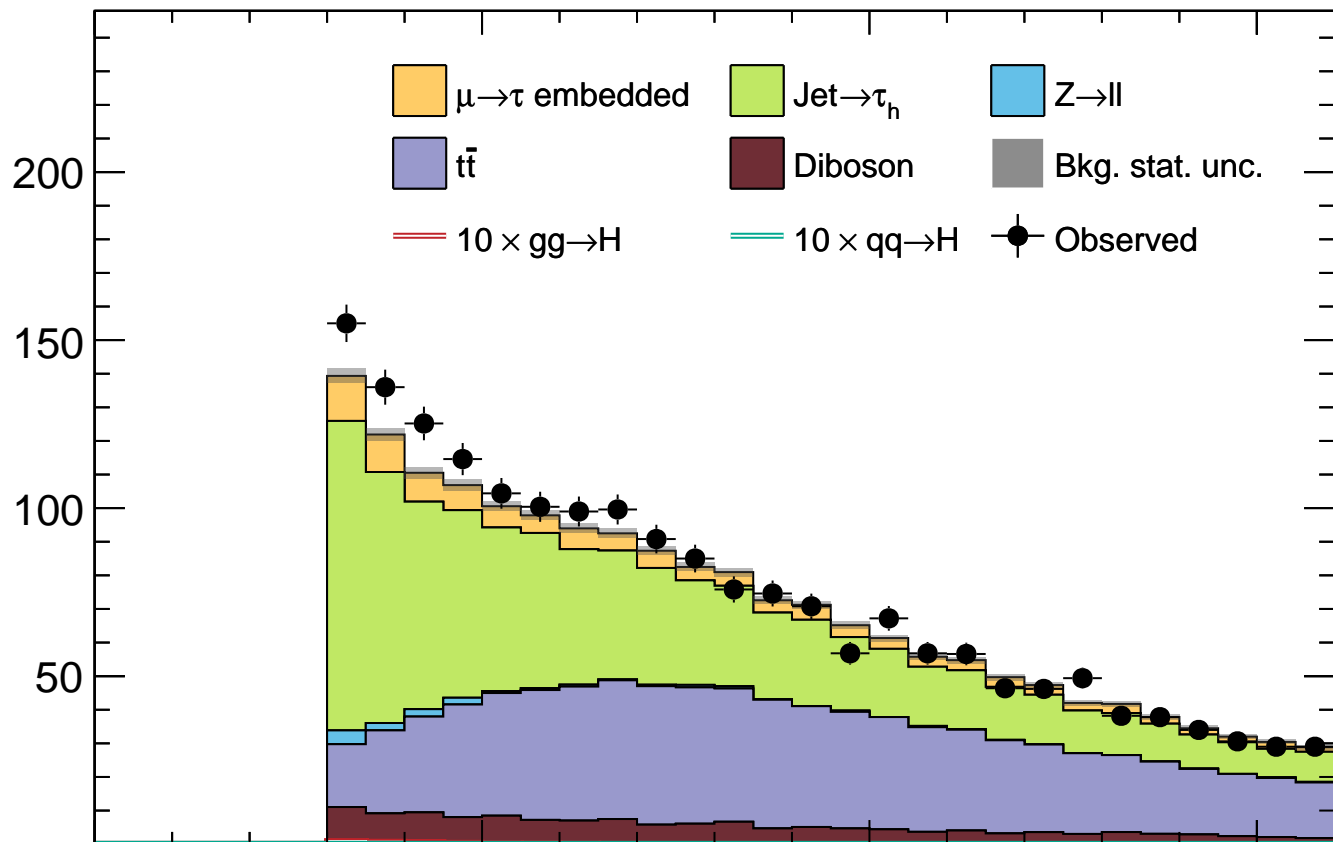 μ→τ embedded Jet→τₕ Z→ll
tt̄ Diboson Bkg. stat. unc.
10 × gg→H 10 × qq→H Observed
200
150
100
50